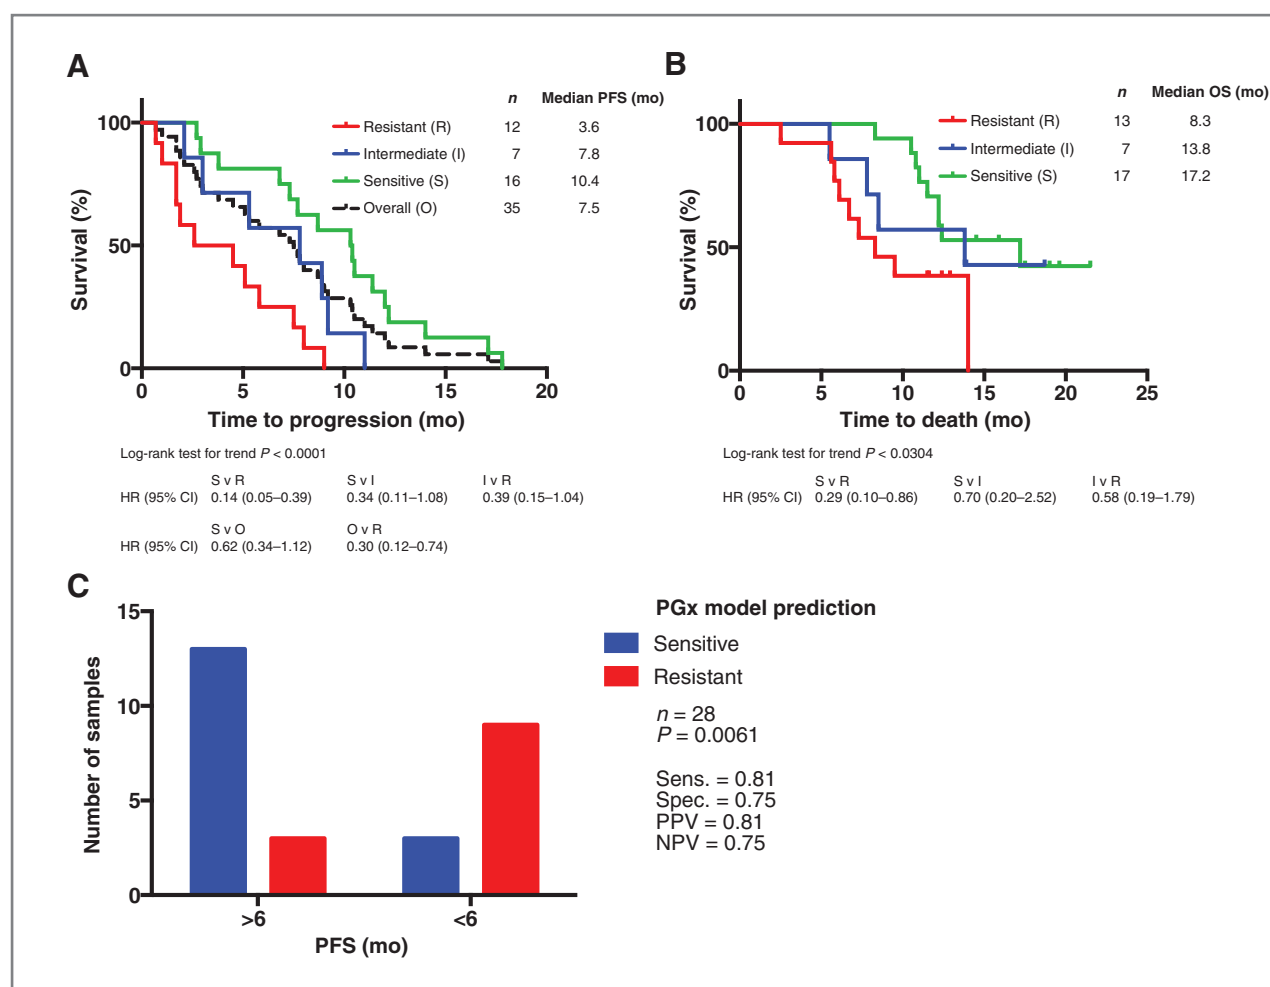 A
n Median PFS (mo)
Resistant (R) 12 3.6
Intermediate (I) 7 7.8
Sensitive (S) 16 10.4
Overall (O) 35 7.5
100
50
0
Survival (%)
0 5 10 15 20
Time to progression (mo)
Log-rank test for trend P < 0.0001
S v R S v I I v R
HR (95% CI) 0.14 (0.05–0.39) 0.34 (0.11–1.08) 0.39 (0.15–1.04)
S v O O v R
HR (95% CI) 0.62 (0.34–1.12) 0.30 (0.12–0.74)
B
n Median OS (mo)
Resistant (R) 13 8.3
Intermediate (I) 7 13.8
Sensitive (S) 17 17.2
100
50
0
Survival (%)
0 5 10 15 20 25
Time to death (mo)
Log-rank test for trend P < 0.0304
S v R S v I I v R
HR (95% CI) 0.29 (0.10–0.86) 0.70 (0.20–2.52) 0.58 (0.19–1.79)
C
15
10
5
0
Number of samples
>6 <6
PFS (mo)
PGx model prediction
Sensitive
Resistant
n = 28
P = 0.0061
Sens. = 0.81
Spec. = 0.75
PPV = 0.81
NPV = 0.75